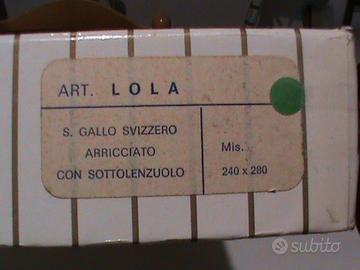 ART. LOLA
S. GALLO SVIZZERO
ARRICCIATO
CON SOTTOLENZUOLO
Mis.
240 x 280
subito